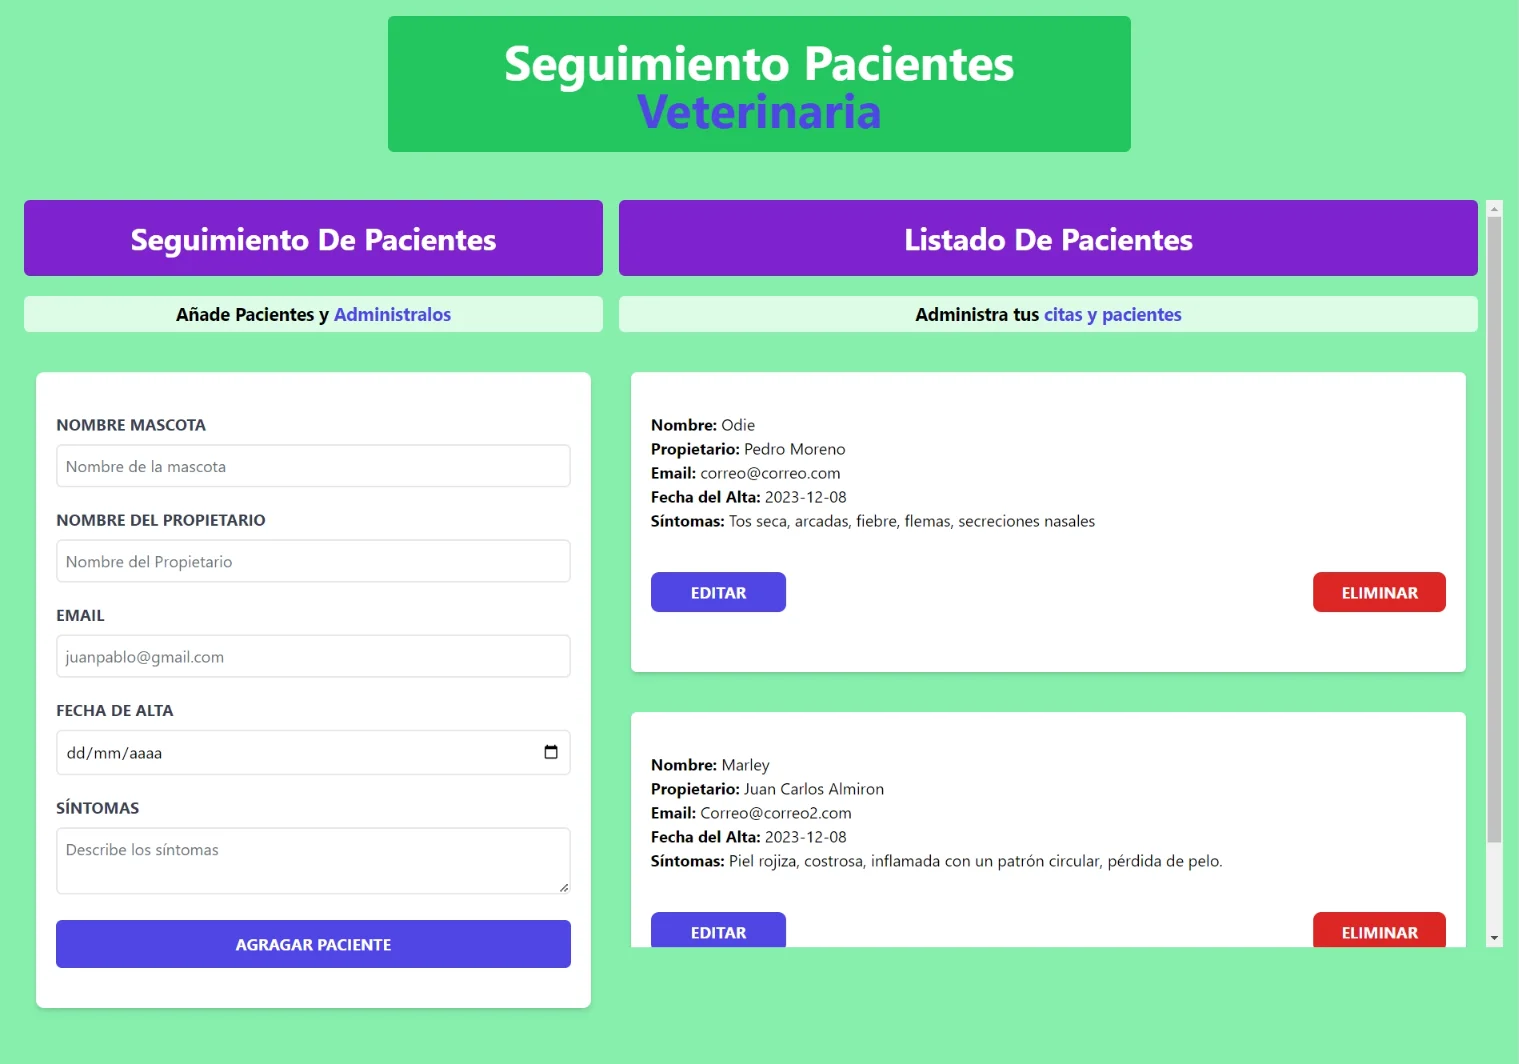 Seguimiento Pacientes
Veterinaria
Seguimiento De Pacientes
Añade Pacientes y Administralos
NOMBRE MASCOTA
Nombre de la mascota
NOMBRE DEL PROPIETARIO
Nombre del Propietario
EMAIL
juanpablo@gmail.com
FECHA DE ALTA
dd/mm/aaaa
SÍNTOMAS
Describe los síntomas
AGRAGAR PACIENTE
Listado De Pacientes
Administra tus citas y pacientes
Nombre: Odie
Propietario: Pedro Moreno
Email: correo@correo.com
Fecha del Alta: 2023-12-08
Síntomas: Tos seca, arcadas, fiebre, flemas, secreciones nasales
EDITAR
ELIMINAR
Nombre: Marley
Propietario: Juan Carlos Almiron
Email: Correo@correo2.com
Fecha del Alta: 2023-12-08
Síntomas: Piel rojiza, costrosa, inflamada con un patrón circular, pérdida de pelo.
EDITAR
ELIMINAR